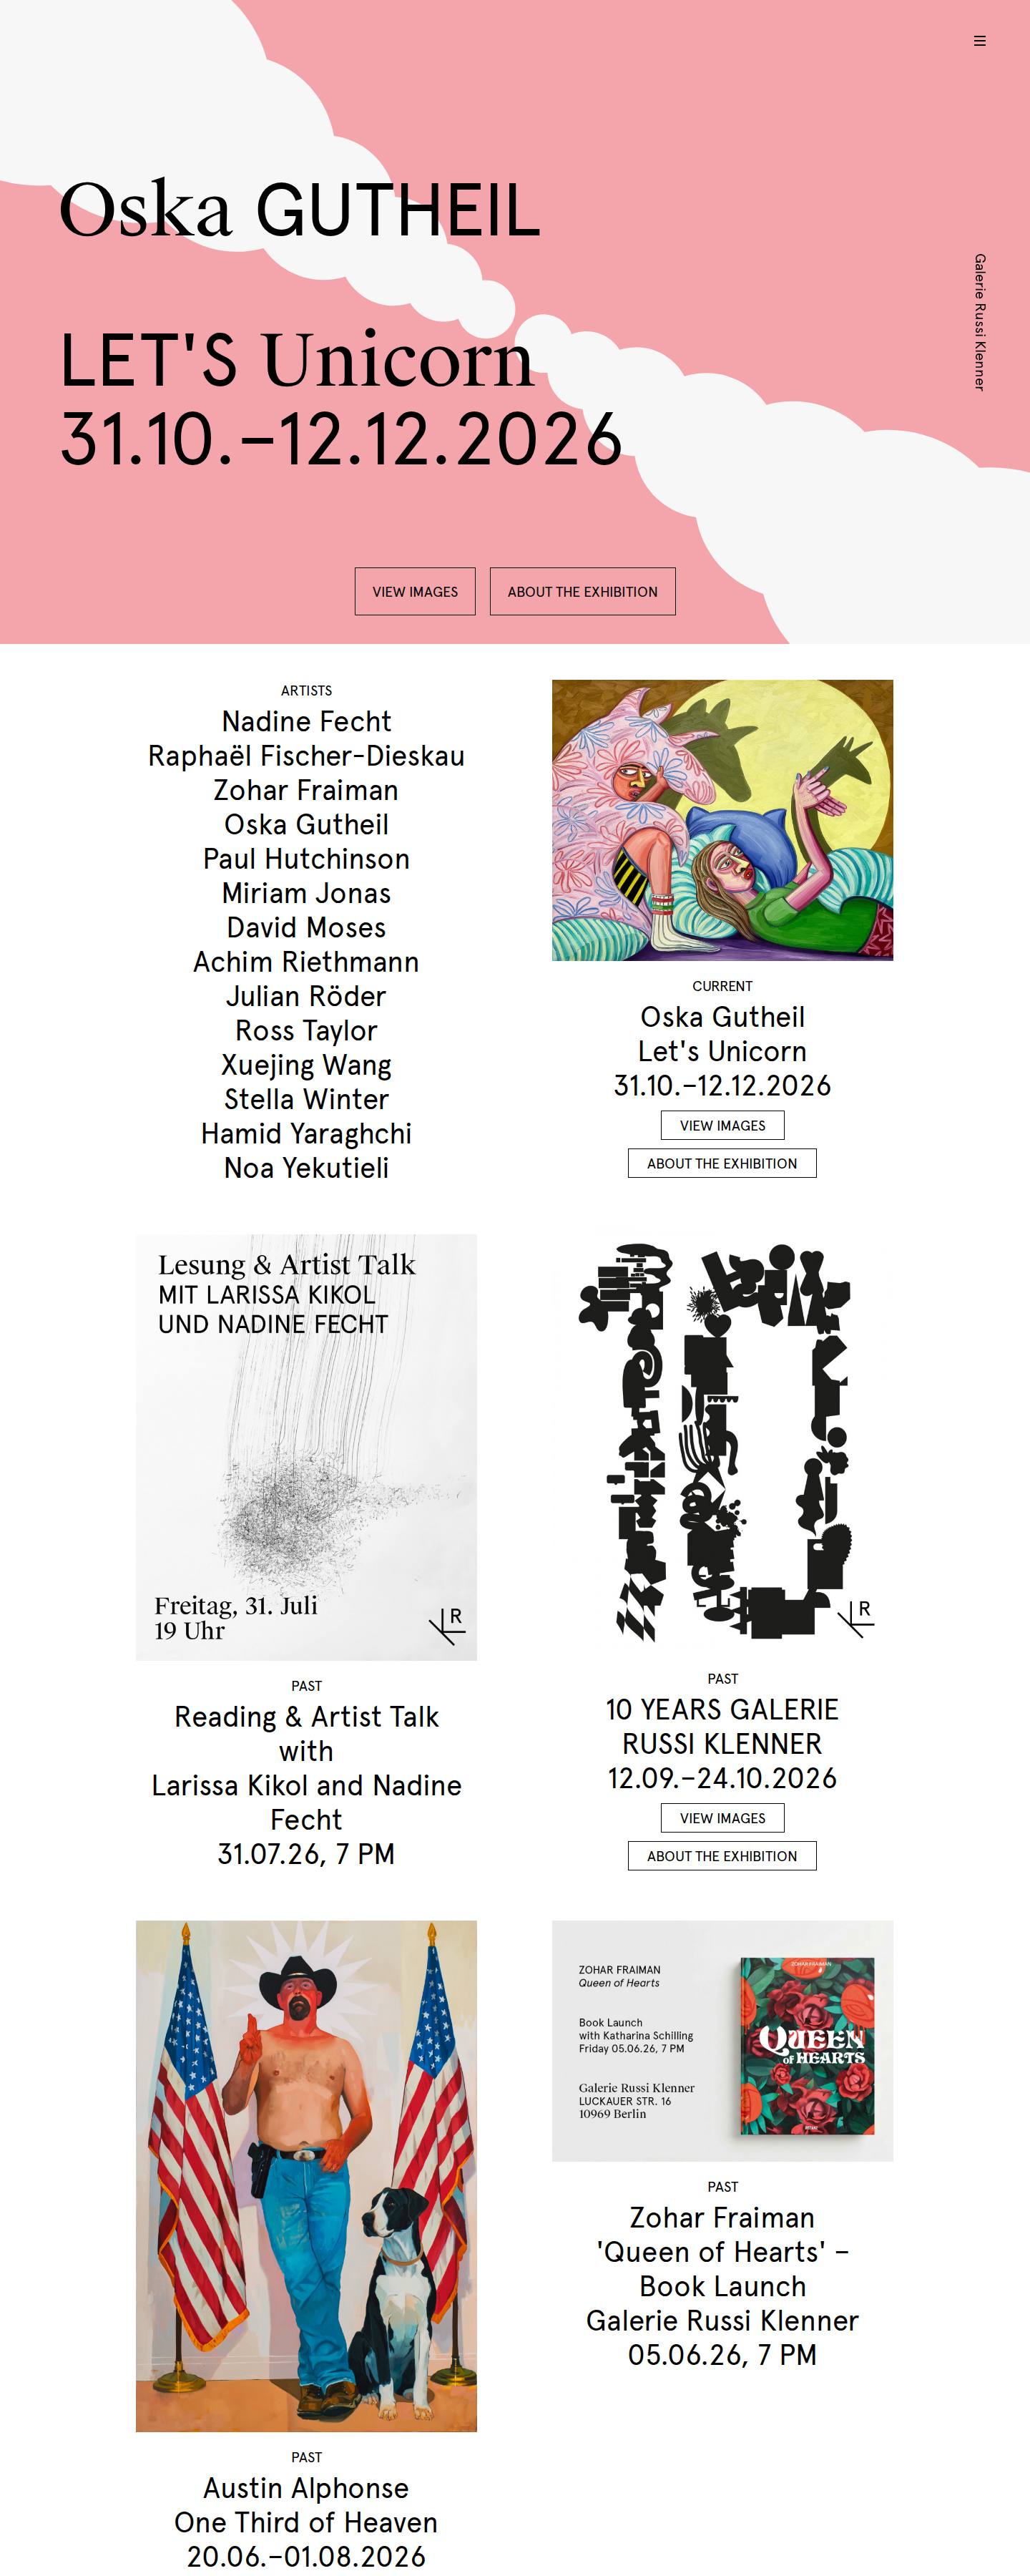 Oska GUTHEIL
LET'S Unicorn
31.10.–12.12.2026
Galerie Russi Klenner
VIEW IMAGES
ABOUT THE EXHIBITION
ARTISTS
Nadine Fecht
Raphaël Fischer-Dieskau
Zohar Fraiman
Oska Gutheil
Paul Hutchinson
Miriam Jonas
David Moses
Achim Riethmann
Julian Röder
Ross Taylor
Xuejing Wang
Stella Winter
Hamid Yaraghchi
Noa Yekutieli
CURRENT
Oska Gutheil
Let's Unicorn
31.10.–12.12.2026
VIEW IMAGES
ABOUT THE EXHIBITION
Lesung & Artist Talk
MIT LARISSA KIKOL
UND NADINE FECHT
Freitag, 31. Juli
19 Uhr
R
PAST
Reading & Artist Talk
with
Larissa Kikol and Nadine
Fecht
31.07.26, 7 PM
R
PAST
10 YEARS GALERIE
RUSSI KLENNER
12.09.–24.10.2026
VIEW IMAGES
ABOUT THE EXHIBITION
PAST
Austin Alphonse
One Third of Heaven
20.06.–01.08.2026
ZOHAR FRAIMAN
Queen of Hearts
Book Launch
with Katharina Schilling
Friday 05.06.26, 7 PM
Galerie Russi Klenner
LUCKAUER STR. 16
10969 Berlin
ZOHAR FRAIMAN
QUEEN
OF HEARTS
PAST
Zohar Fraiman
'Queen of Hearts' –
Book Launch
Galerie Russi Klenner
05.06.26, 7 PM